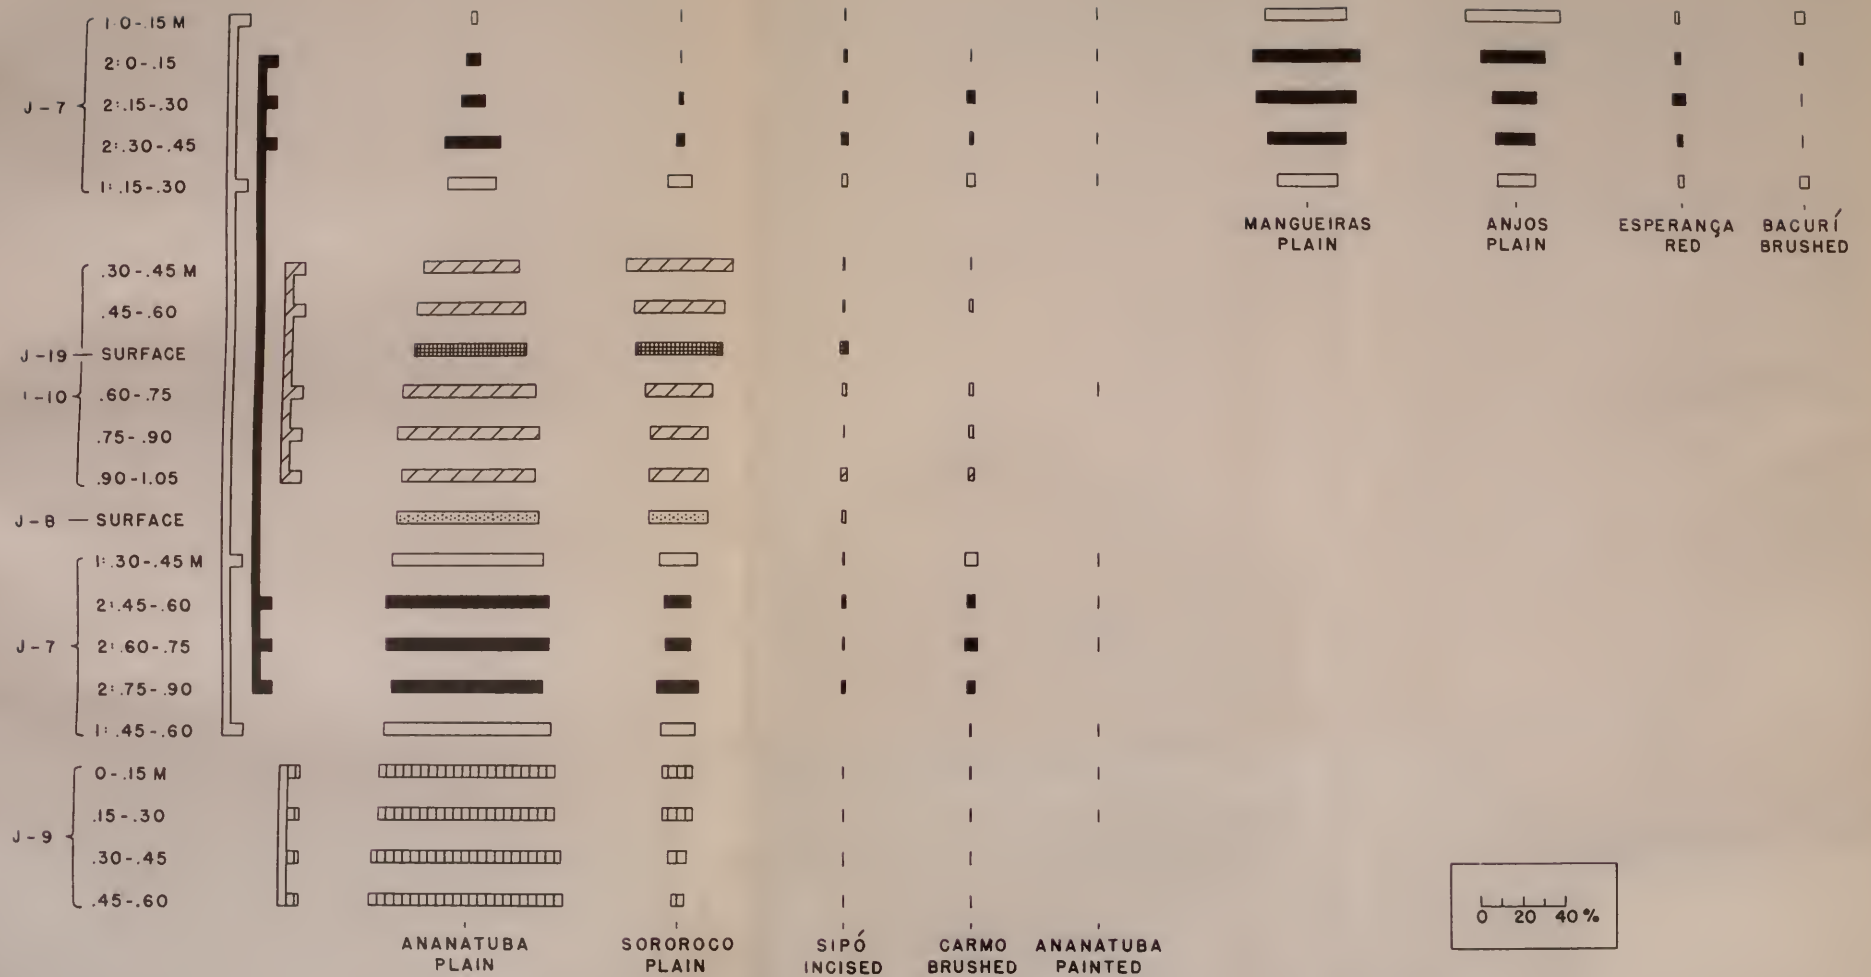 1:0-.15 M
2:0-.15
J-7
2:.15-.30
2:.30-.45
1:.15-.30
MANGUEIRAS PLAIN
ANJOS PLAIN
ESPERANÇA RED
BACURÍ BRUSHED
.30-.45 M
.45-.60
J-19 — SURFACE
-10
.60-.75
.75-.90
.90-1.05
J-8 — SURFACE
1:.30-.45 M
2:.45-.60
J-7
2:.60-.75
2:.75-.90
1:.45-.60
0-.15 M
.15-.30
J-9
.30-.45
.45-.60
0 20 40%
ANANATUBA PLAIN
SOROROCO PLAIN
SIPÓ INCISED
CARMO BRUSHED
ANANATUBA PAINTED